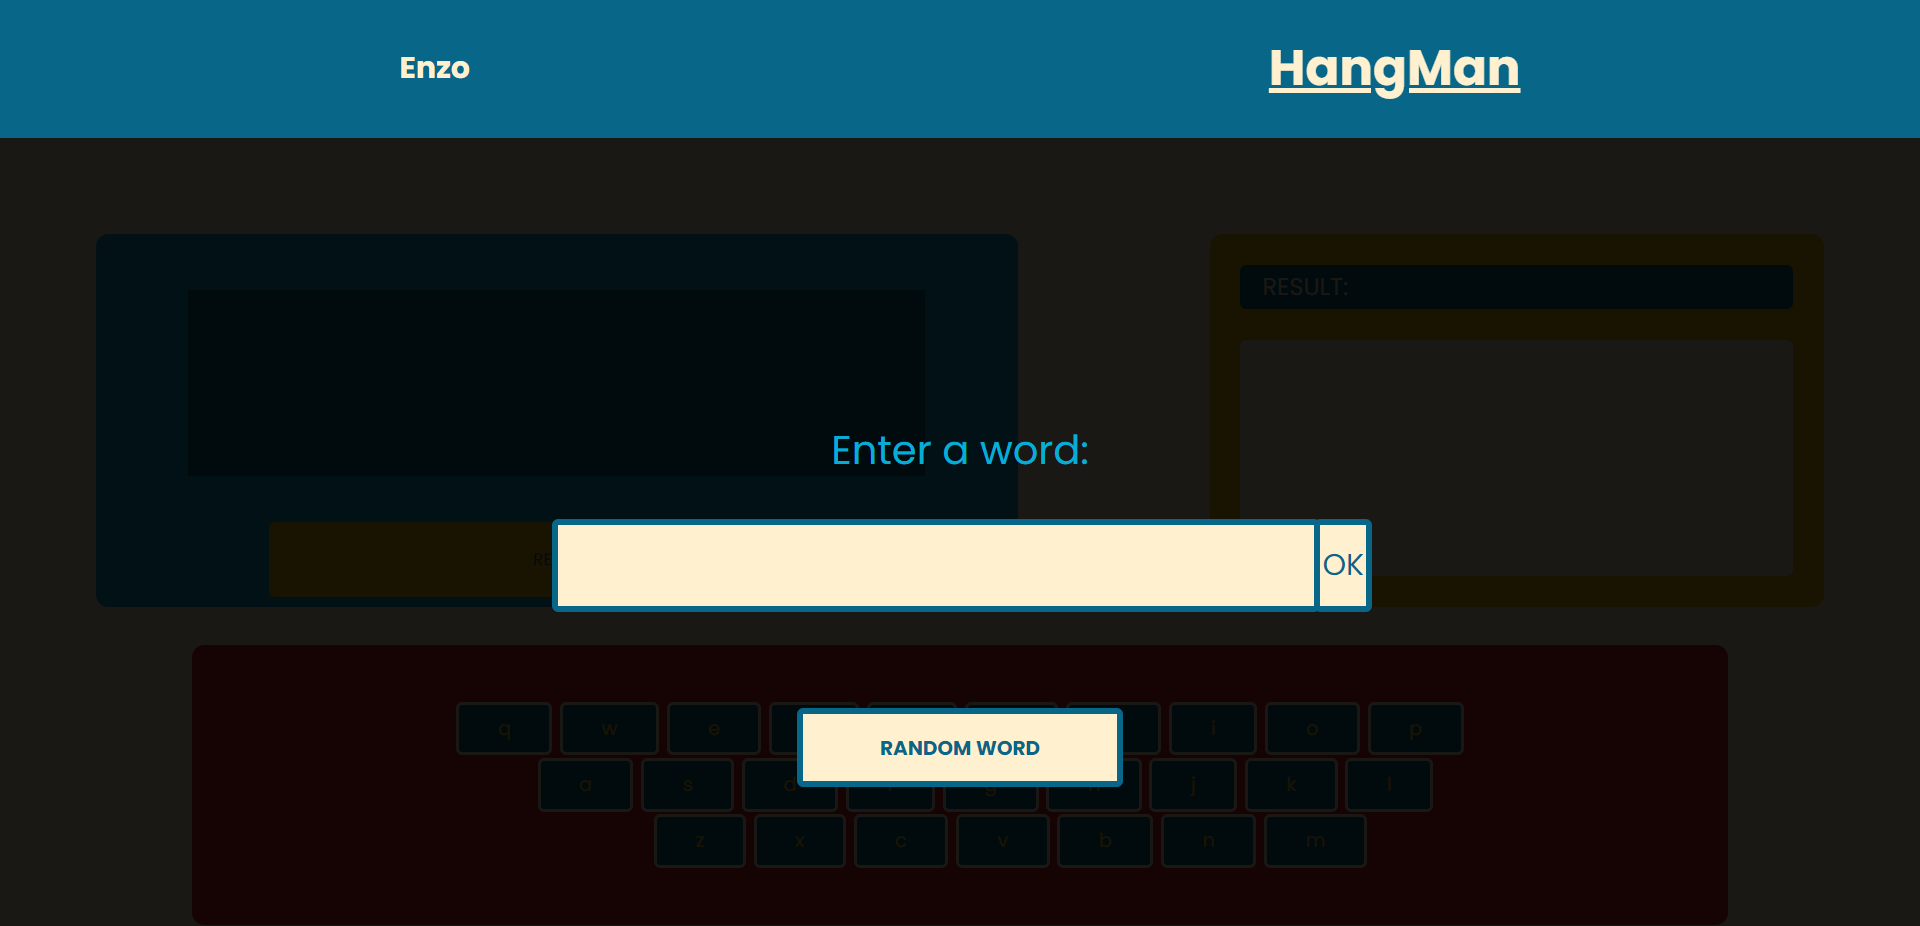 Enzo
HangMan
RESULT:
Enter a word:
RE
OK
q w e i o p
RANDOM WORD
a s d g j k l
z x c v b n m